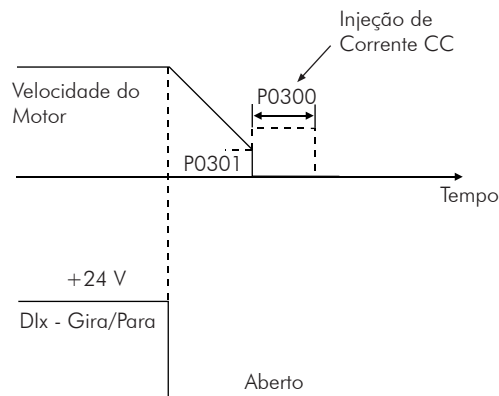 Injeção de
Corrente CC
P0300
Velocidade do
Motor
P0301
Tempo
+24 V
DIx - Gira/Para
Aberto